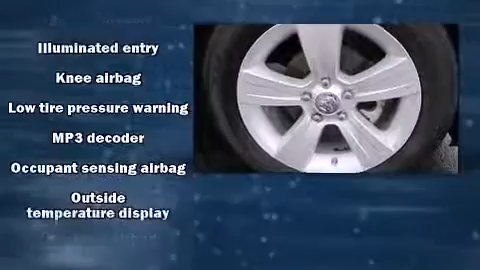 Illuminated entry
Knee airbag
Low tire pressure warning
MP3 decoder
Occupant sensing airbag
Outside
temperature display